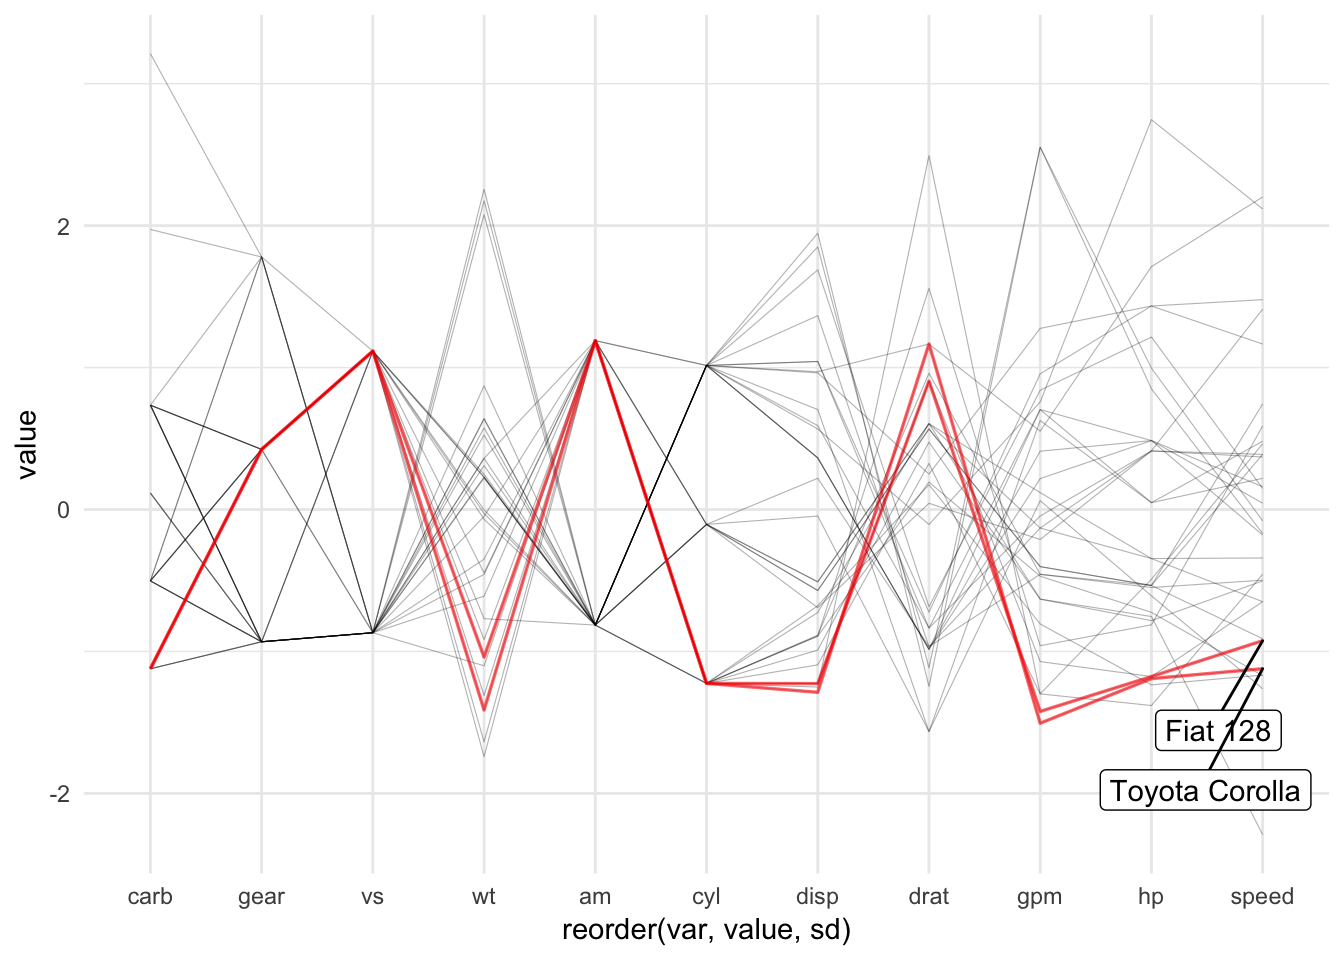 value
2
0
-2
Fiat 128
Toyota Corolla
carb gear vs wt am cyl disp drat gpm hp speed
reorder(var, value, sd)